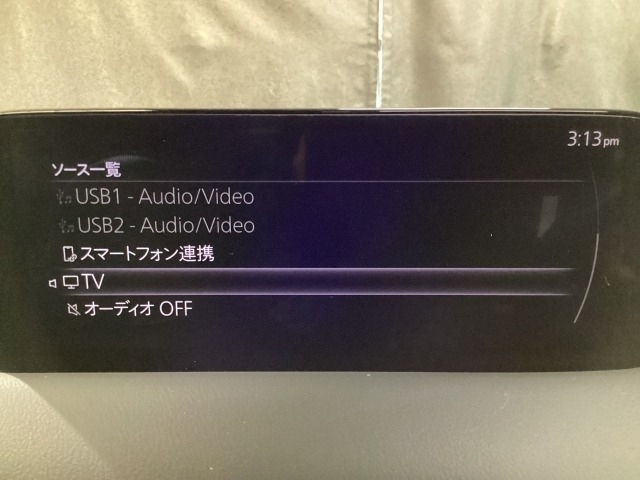 3:13pm
ソース一覧
USB1 - Audio/Video
USB2 - Audio/Video
スマートフォン連携
TV
オーディオ OFF